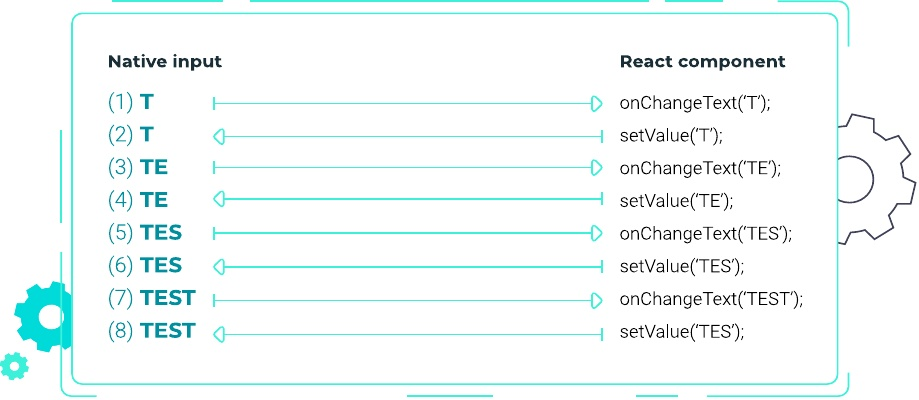 Native input React component
(1) T onChangeText(‘T’);
(2) T setValue(‘T’);
(3) TE onChangeText(‘TE’);
(4) TE setValue(‘TE’);
(5) TES onChangeText(‘TES’);
(6) TES setValue(‘TES’);
(7) TEST onChangeText(‘TEST’);
(8) TEST setValue(‘TES’);